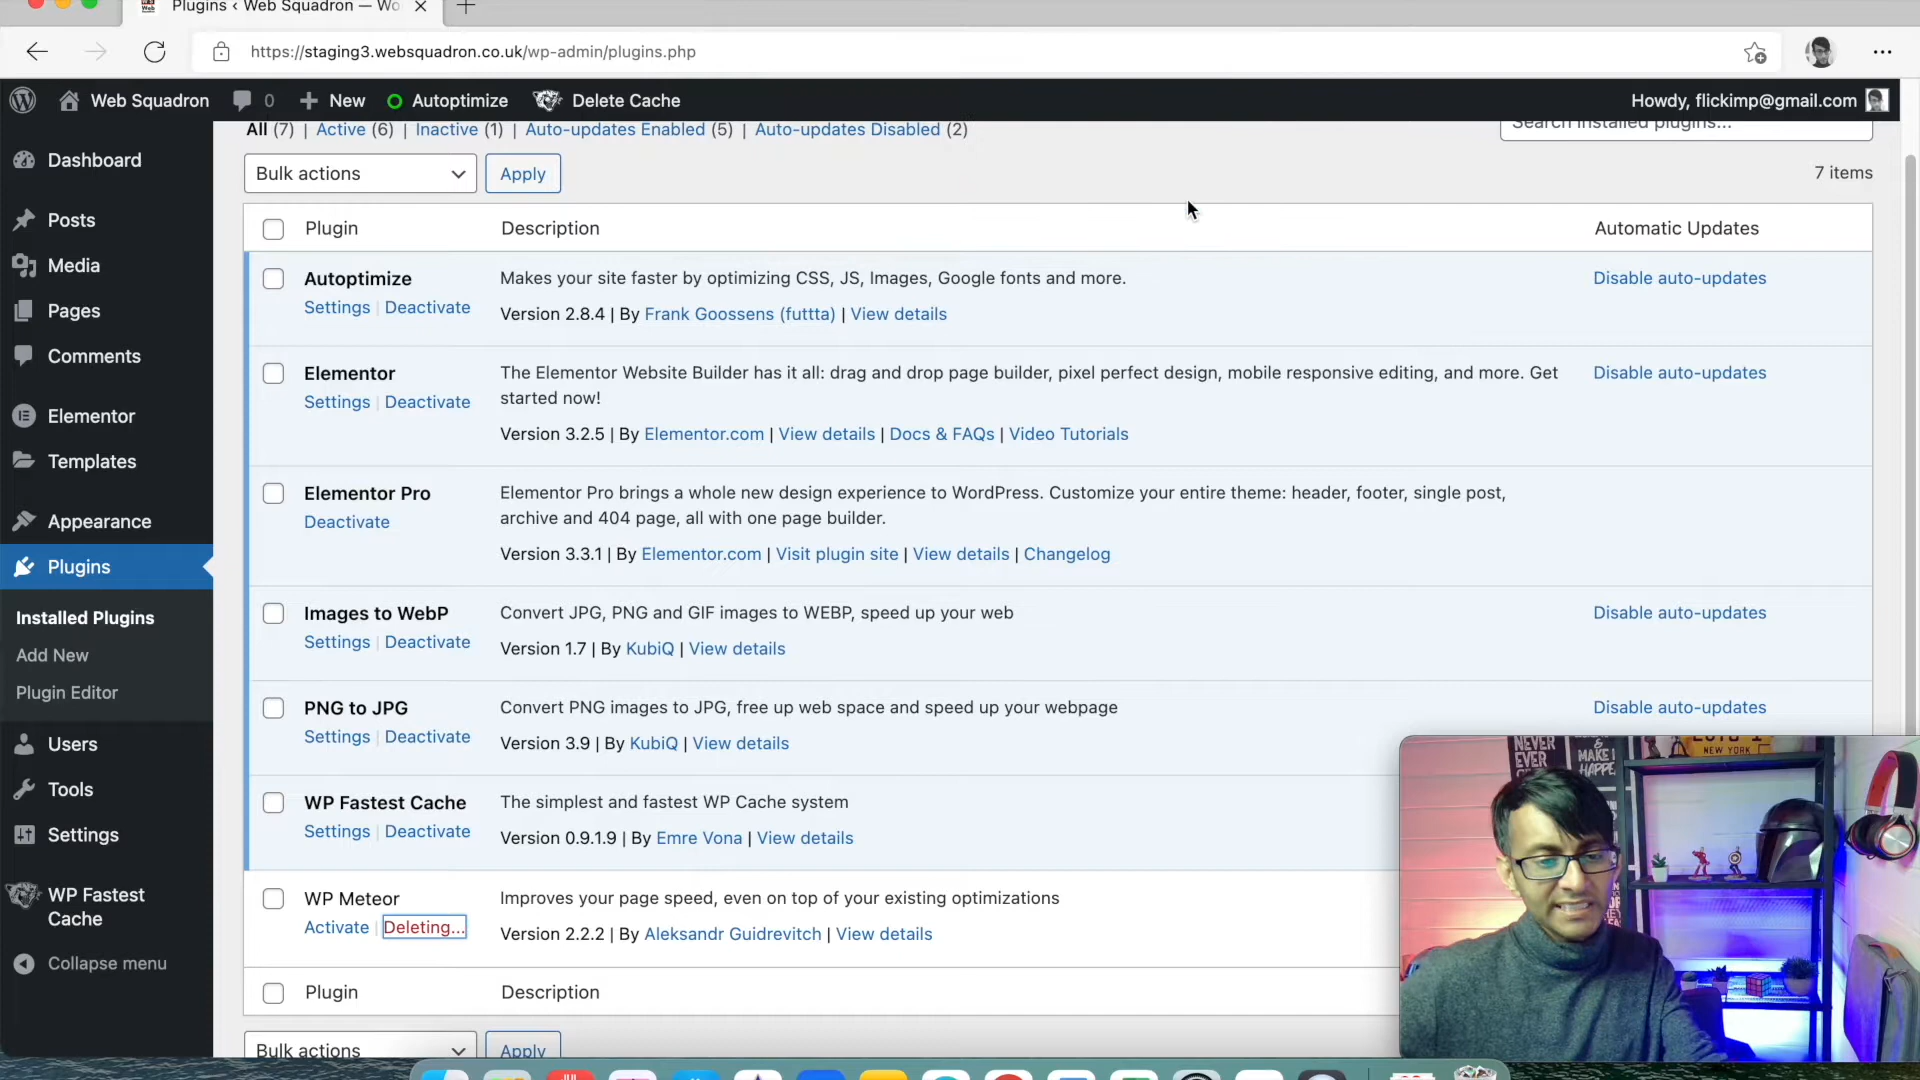 Plugins < Web Squadron — Wo
https://staging3.websquadron.co.uk/wp-admin/plugins.php
Web Squadron 0 New Autoptimize Delete Cache Howdy, flickimp@gmail.com
All (7) | Active (6) | Inactive (1) | Auto-updates Enabled (5) | Auto-updates Disabled (2)
Search installed plugins...
Bulk actions Apply 7 items
Plugin Description Automatic Updates
Autoptimize
Settings | Deactivate
Makes your site faster by optimizing CSS, JS, Images, Google fonts and more.
Version 2.8.4 | By Frank Goossens (futtta) | View details
Disable auto-updates
Elementor
Settings | Deactivate
The Elementor Website Builder has it all: drag and drop page builder, pixel perfect design, mobile responsive editing, and more. Get
started now!
Version 3.2.5 | By Elementor.com | View details | Docs & FAQs | Video Tutorials
Disable auto-updates
Elementor Pro
Deactivate
Elementor Pro brings a whole new design experience to WordPress. Customize your entire theme: header, footer, single post,
archive and 404 page, all with one page builder.
Version 3.3.1 | By Elementor.com | Visit plugin site | View details | Changelog
Images to WebP
Settings | Deactivate
Convert JPG, PNG and GIF images to WEBP, speed up your web
Version 1.7 | By KubiQ | View details
Disable auto-updates
PNG to JPG
Settings | Deactivate
Convert PNG images to JPG, free up web space and speed up your webpage
Version 3.9 | By KubiQ | View details
Disable auto-updates
WP Fastest Cache
Settings | Deactivate
The simplest and fastest WP Cache system
Version 0.9.1.9 | By Emre Vona | View details
WP Meteor
Activate | Deleting...
Improves your page speed, even on top of your existing optimizations
Version 2.2.2 | By Aleksandr Guidrevitch | View details
Plugin Description
Bulk actions Apply
Dashboard
Posts
Media
Pages
Comments
Elementor
Templates
Appearance
Plugins
Installed Plugins
Add New
Plugin Editor
Users
Tools
Settings
WP Fastest
Cache
Collapse menu
NEVER
EVER
MAKE I
HAPPE
NEW YORK